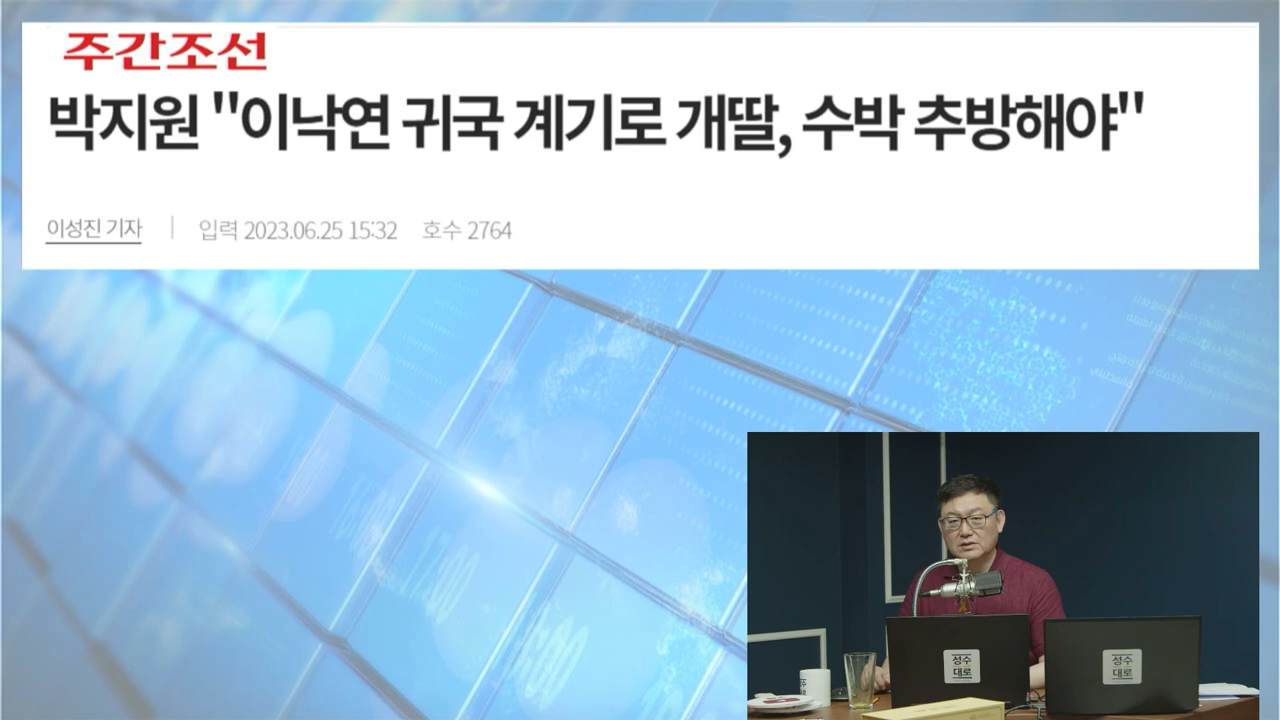 주간조선
박지원 "이낙연 귀국 계기로 개딸, 수박 추방해야"
이성진 기자 | 입력 2023.06.25 15:32 호수 2764
성수
대로
성수
대로